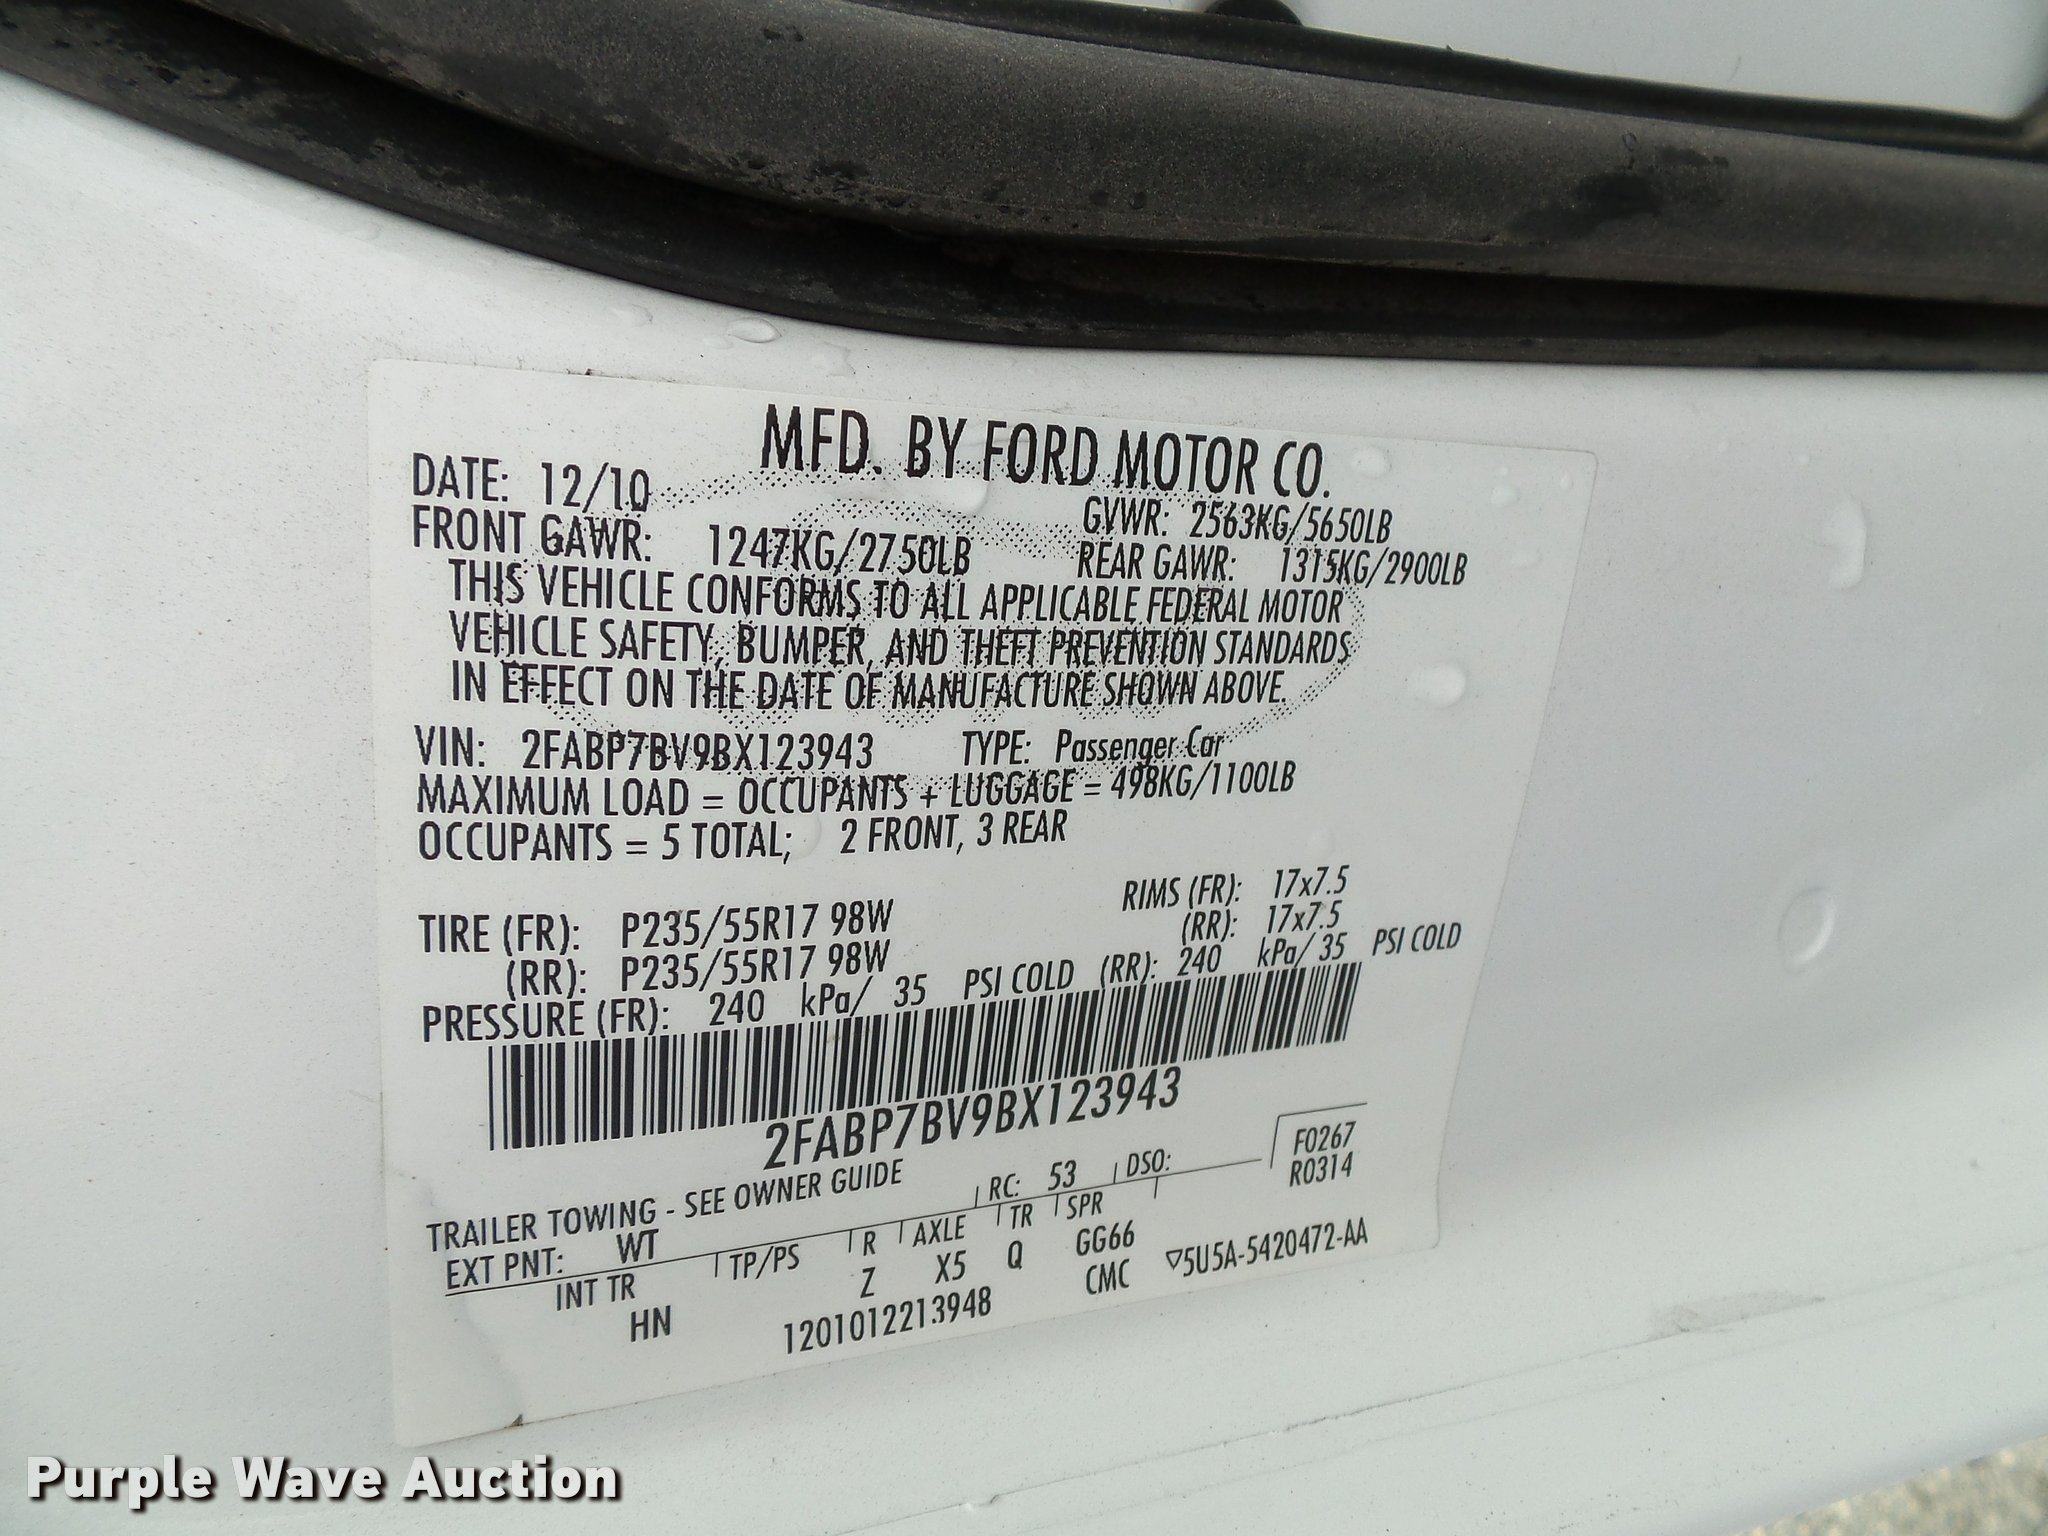 MFD. BY FORD MOTOR CO.
DATE: 12/10 GVWR: 2563KG/5650LB
FRONT GAWR: 1247KG/2750LB REAR GAWR: 1315KG/2900LB
THIS VEHICLE CONFORMS TO ALL APPLICABLE FEDERAL MOTOR
VEHICLE SAFETY, BUMPER, AND THEFT PREVENTION STANDARDS
IN EFFECT ON THE DATE OF MANUFACTURE SHOWN ABOVE.
VIN: 2FABP7BV9BX123943 TYPE: Passenger Car
MAXIMUM LOAD = OCCUPANTS + LUGGAGE = 498KG/1100LB
OCCUPANTS = 5 TOTAL; 2 FRONT, 3 REAR
TIRE (FR): P235/55R17 98W RIMS (FR): 17x7.5
(RR): P235/55R17 98W (RR): 17x7.5
PRESSURE (FR): 240 kPa/ 35 PSI COLD (RR): 240 kPa/ 35 PSI COLD
2FABP7BV9BX123943
TRAILER TOWING - SEE OWNER GUIDE RC: 53 DSO: F0267
R0314
EXT PNT: WT
INT TR TP/PS R AXLE TR SPR
HN Z X5 Q GG66
1201012213948 CMC ▽5U5A-5420472-AA
Purple Wave Auction